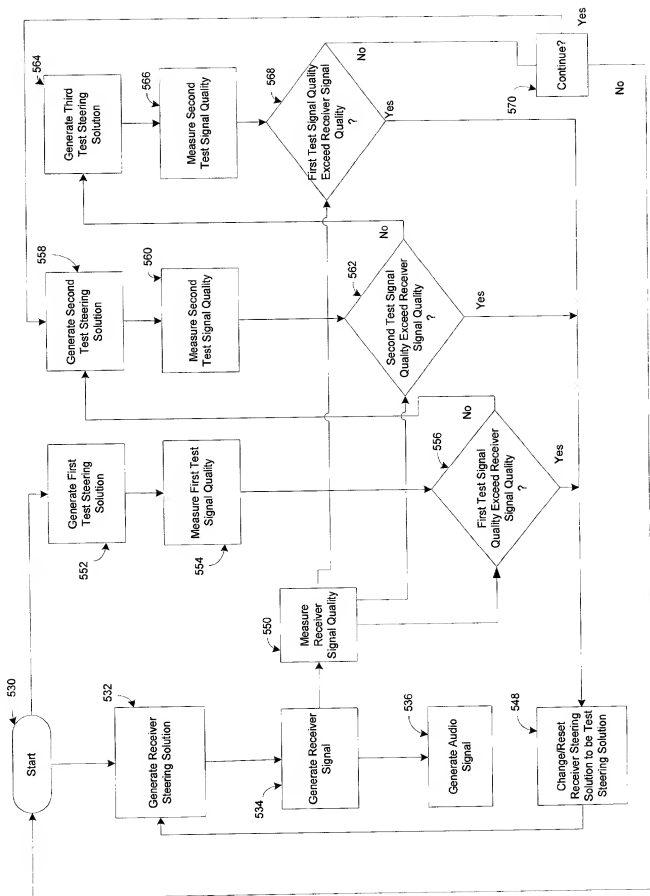 530
Start
532
Generate Receiver
Steering Solution
534
Generate Receiver
Signal
536
Generate Audio
Signal
548
Change/Reset
Receiver Steering
Solution to be Test
Steering Solution
550
Measure
Receiver
Signal Quality
552
Generate First
Test Steering
Solution
554
Measure First Test
Signal Quality
556
First Test Signal
Quality Exceed Receiver
Signal Quality
?
No
Yes
558
Generate Second
Test Steering
Solution
560
Measure Second
Test Signal Quality
562
Second Test Signal
Quality Exceed Receiver
Signal Quality
?
No
Yes
564
Generate Third
Test Steering
Solution
566
Measure Second
Test Signal Quality
568
First Test Signal Quality
Exceed Receiver Signal
Quality
?
No
Yes
570
Continue?
Yes
No